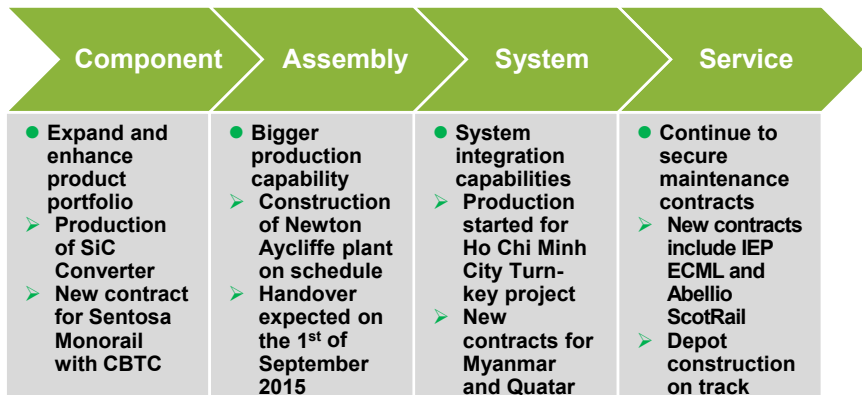 Component
Expand and
enhance
product
portfolio
Production
of SiC
Converter
New contract
for Sentosa
Monorail
with CBTC
Assembly
Bigger
production
capability
Construction
of Newton
Aycliffe plant
on schedule
Handover
expected on
the 1st of
September
2015
System
System
integration
capabilities
Production
started for
Ho Chi Minh
City Turn-
key project
New
contracts for
Myanmar
and Quatar
Service
Continue to
secure
maintenance
contracts
New contracts
include IEP
ECML and
Abellio
ScotRail
Depot
construction
on track